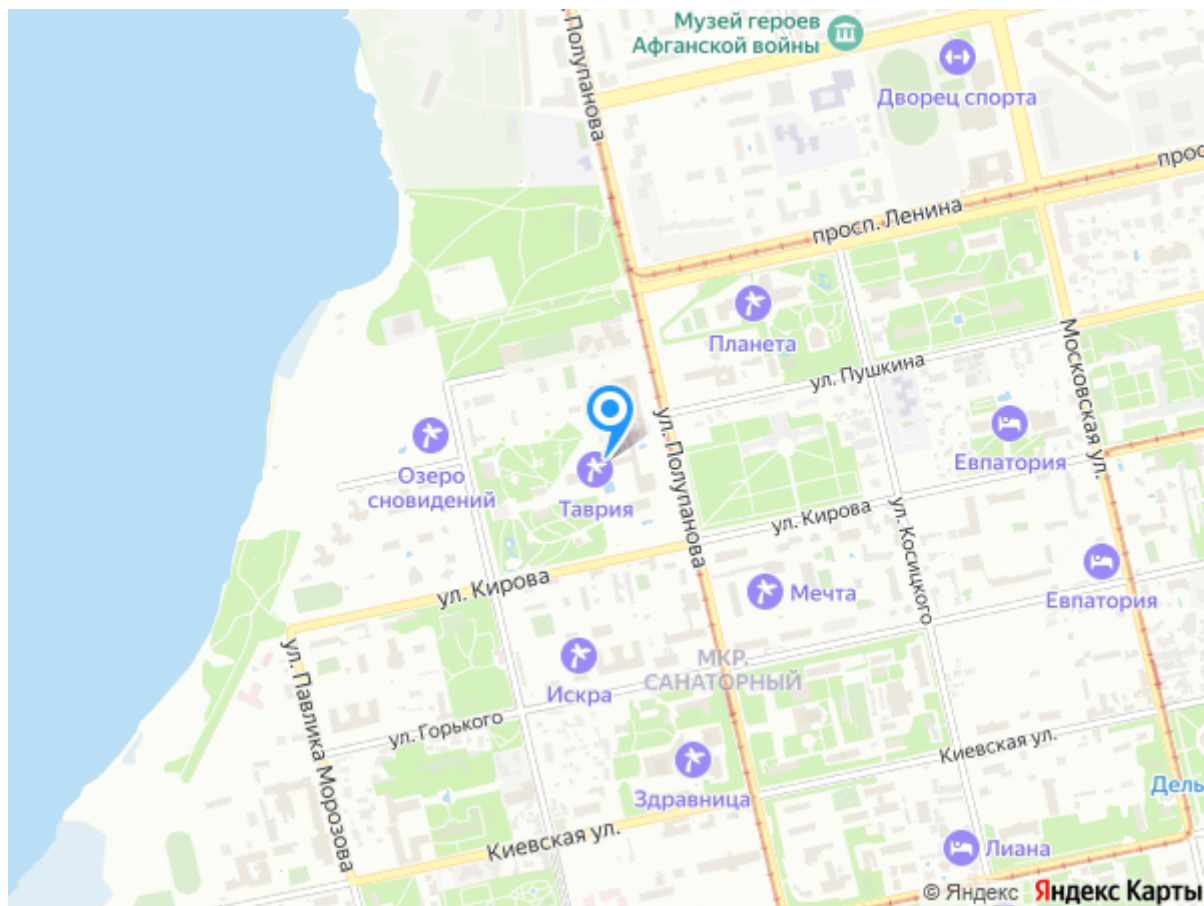 Музей героев
Афганской войны
Полупанова
Дворец спорта
прос
просп. Ленина
Планета
ул. Пушкина
Московская ул.
ул. Полупанова
Озеро
сновидений
Таврия
Евпатория
ул. Кирова
ул. Косицкого
ул. Кирова
Мечта
Евпатория
МКР.
САНАТОРНЫЙ
Искра
ул. Павлика Морозова
ул. Горького
Киевская ул.
Здравница
Дель
Киевская ул.
Лиана
© Яндекс Яндекс Карты